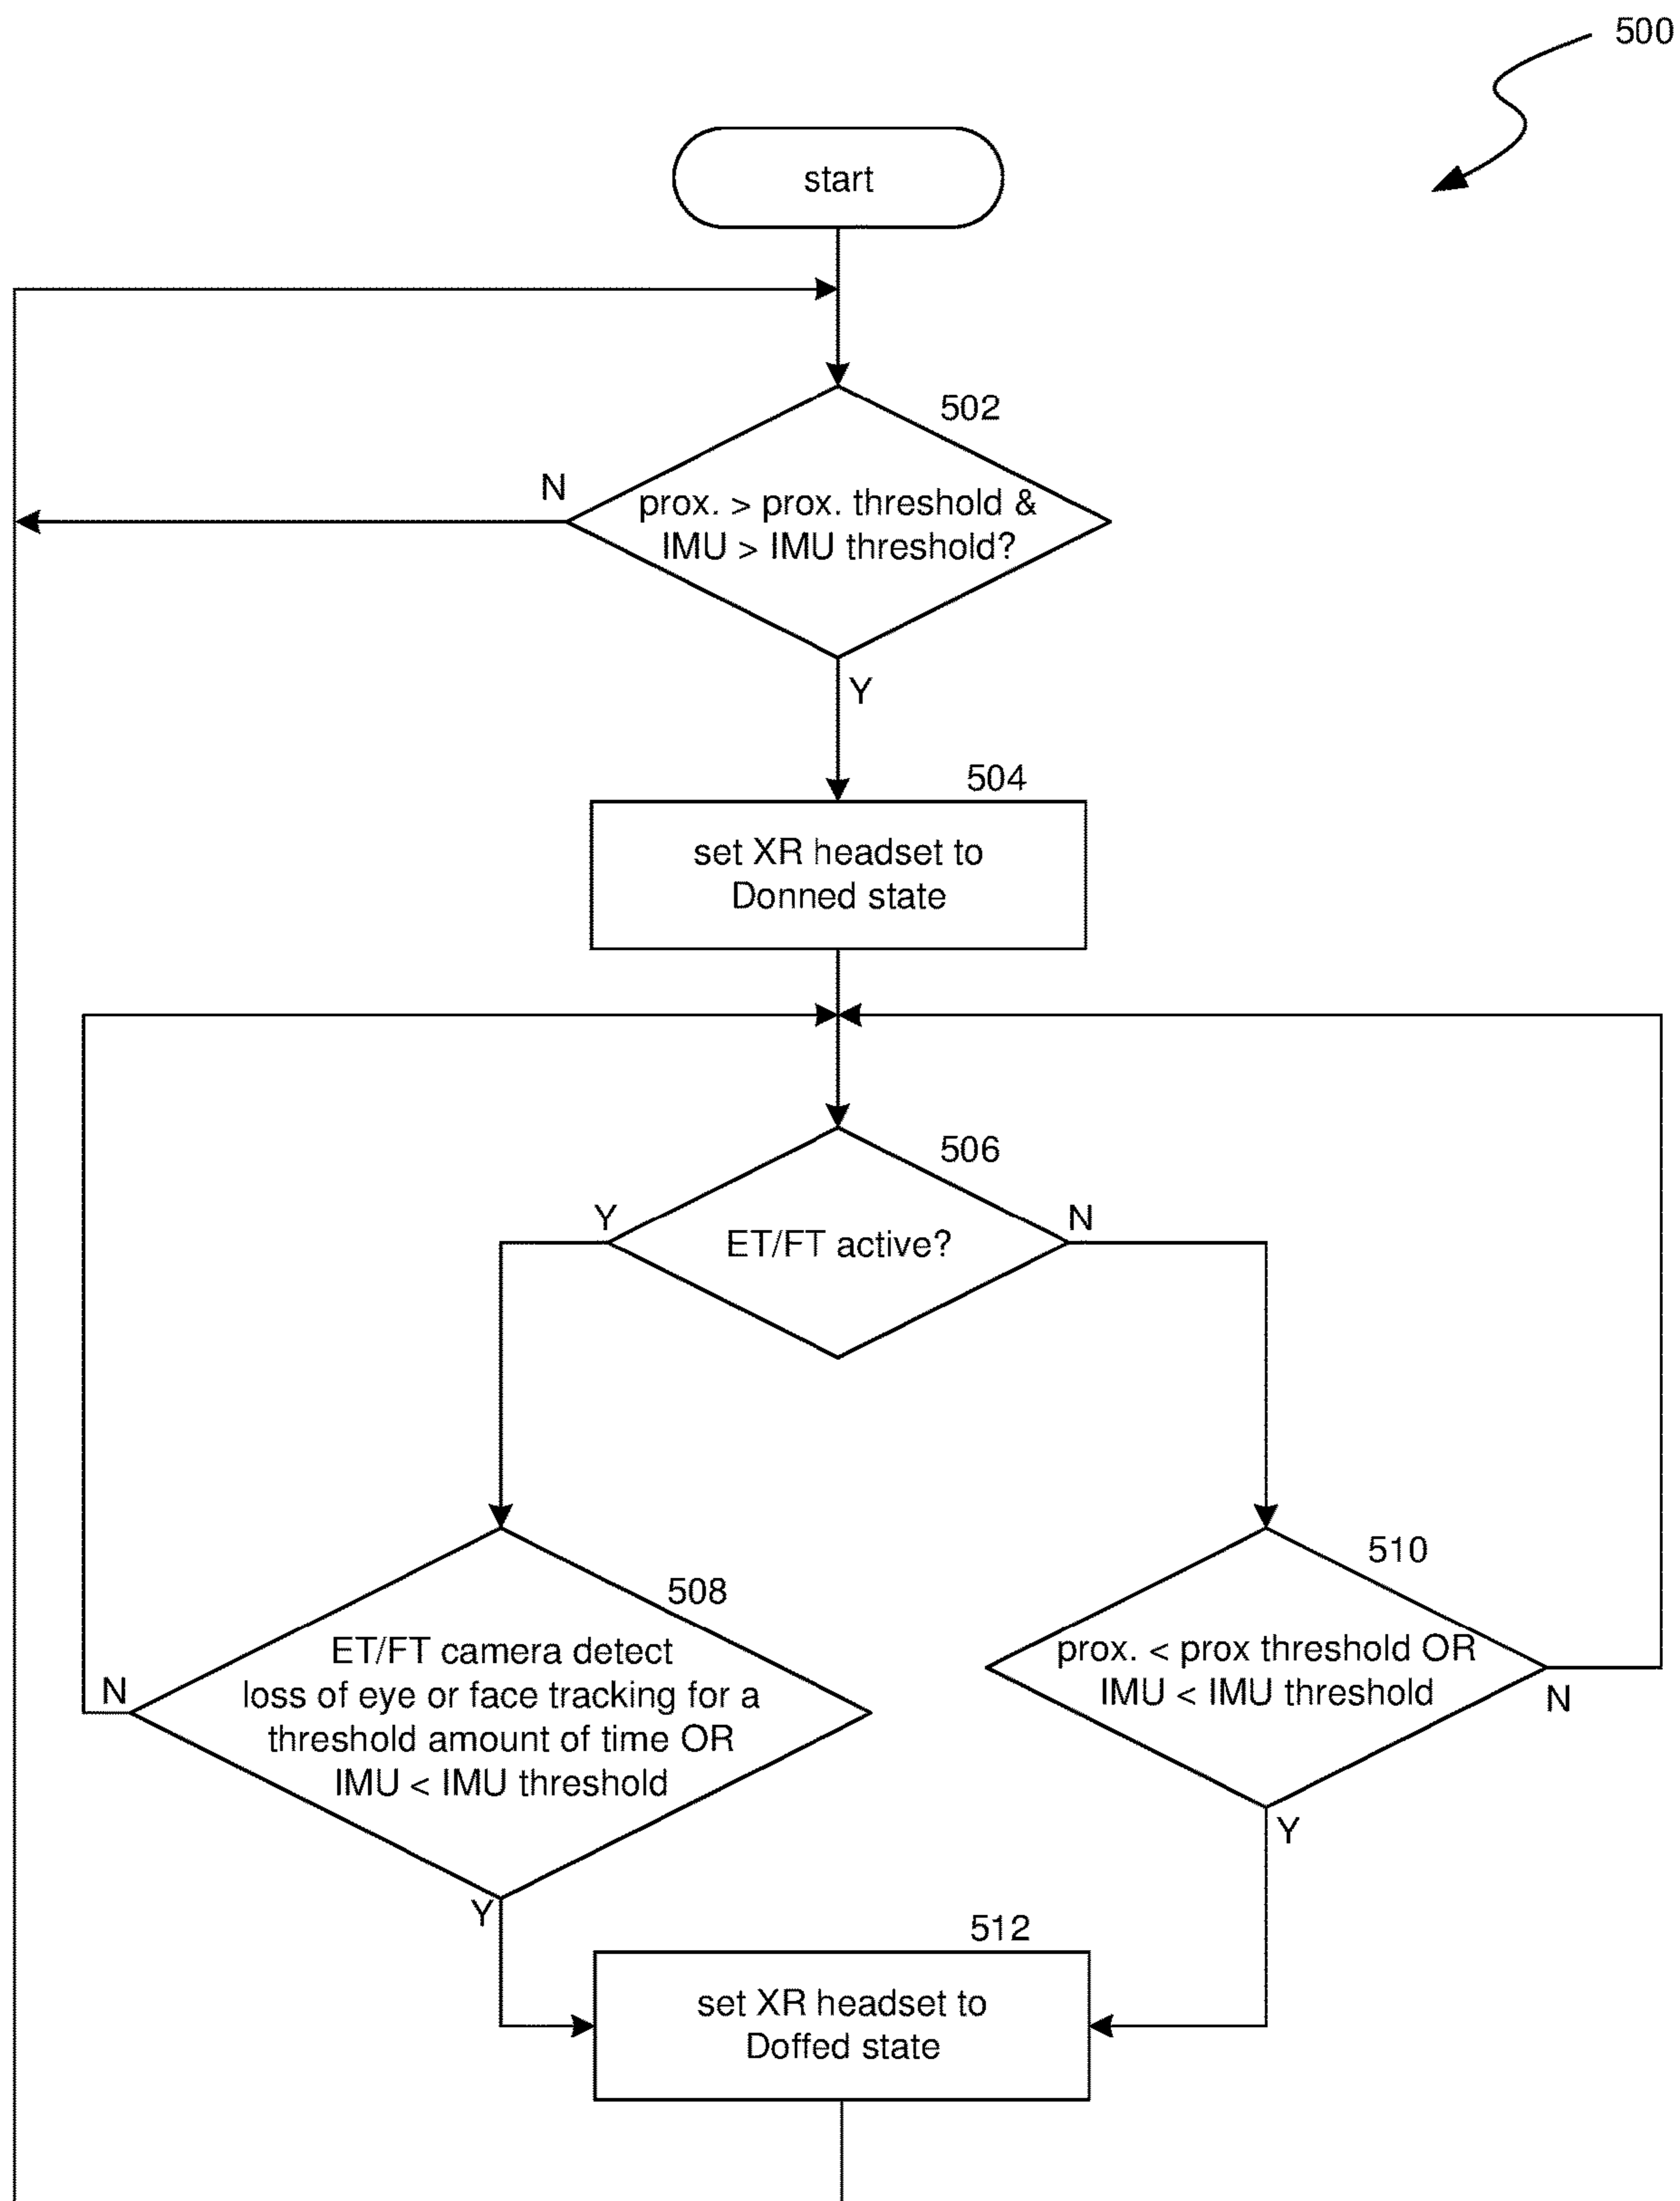 500
start
502
N
prox. > prox. threshold &
IMU > IMU threshold?
Y
504
set XR headset to
Donned state
506
Y
N
ET/FT active?
510
508
ET/FT camera detect
loss of eye or face tracking for a
threshold amount of time OR
IMU < IMU threshold
N
prox. < prox threshold OR
IMU < IMU threshold
N
Y
Y
512
set XR headset to
Doffed state